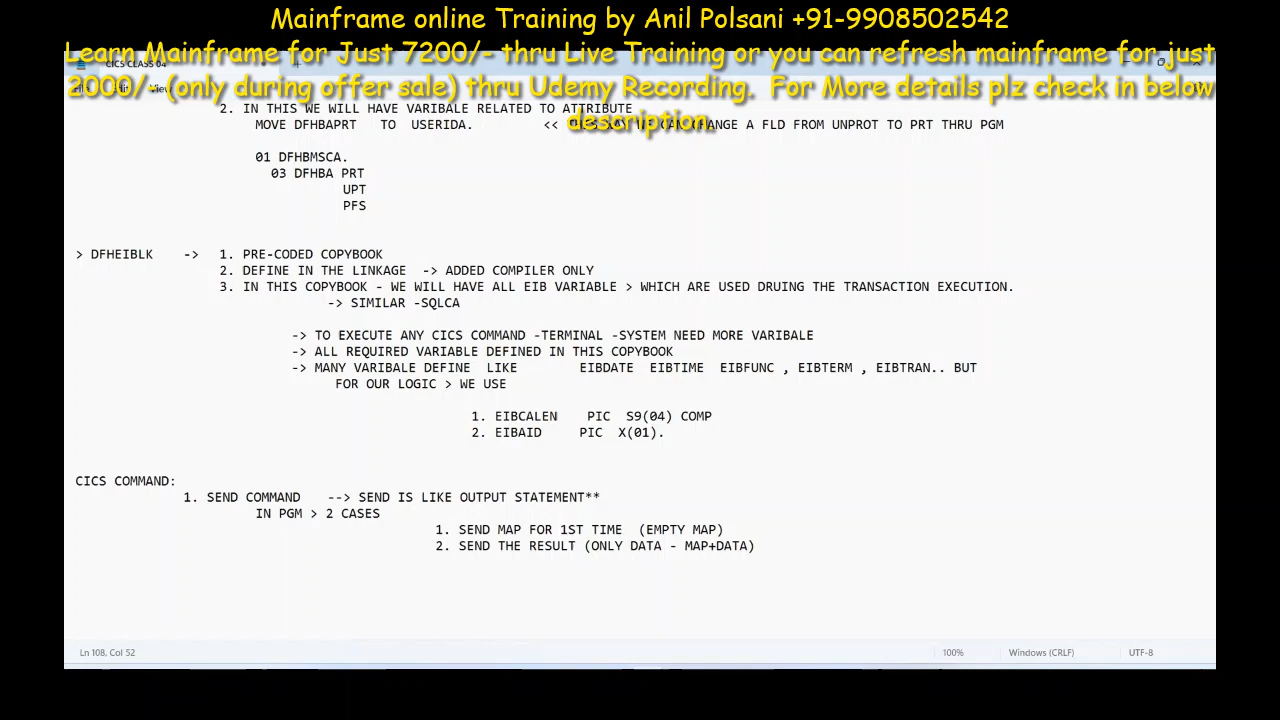 Mainframe online Training by Anil Polsani +91-9908502542
Learn Mainframe for Just 7200/- thru Live Training or you can refresh mainframe for just
2000/- (only during offer sale) thru Udemy Recording. For More details plz check in below
description.
CICS CLASS 04
File Edit View
2. IN THIS WE WILL HAVE VARIBALE RELATED TO ATTRIBUTE
MOVE DFHBAPRT TO USERIDA. << CHANGE A FLD FROM UNPROT TO PRT THRU PGM
01 DFHBMSCA.
03 DFHBA PRT
UPT
PFS
> DFHEIBLK -> 1. PRE-CODED COPYBOOK
2. DEFINE IN THE LINKAGE -> ADDED COMPILER ONLY
3. IN THIS COPYBOOK - WE WILL HAVE ALL EIB VARIABLE > WHICH ARE USED DRUING THE TRANSACTION EXECUTION.
-> SIMILAR -SQLCA
-> TO EXECUTE ANY CICS COMMAND -TERMINAL -SYSTEM NEED MORE VARIBALE
-> ALL REQUIRED VARIABLE DEFINED IN THIS COPYBOOK
-> MANY VARIBALE DEFINE LIKE EIBDATE EIBTIME EIBFUNC , EIBTERM , EIBTRAN.. BUT
FOR OUR LOGIC > WE USE
1. EIBCALEN PIC S9(04) COMP
2. EIBAID PIC X(01).
CICS COMMAND:
1. SEND COMMAND --> SEND IS LIKE OUTPUT STATEMENT**
IN PGM > 2 CASES
1. SEND MAP FOR 1ST TIME (EMPTY MAP)
2. SEND THE RESULT (ONLY DATA - MAP+DATA)
Ln 108, Col 52 100% Windows (CRLF) UTF-8